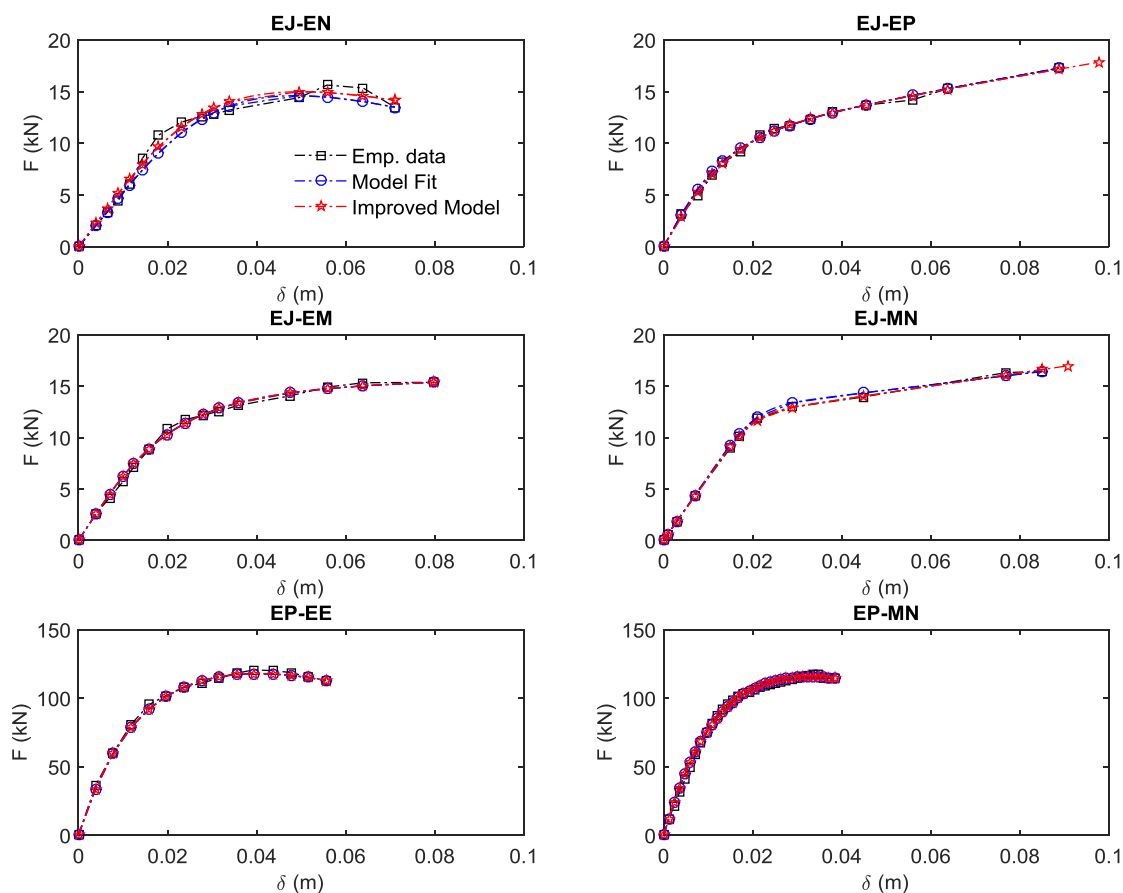 EJ-EN
EJ-EP
20
15
10
5
0
F (kN)
0 0.02 0.04 0.06 0.08 0.1
δ (m)
Emp. data
Model Fit
Improved Model
20
15
10
5
0
F (kN)
0 0.02 0.04 0.06 0.08 0.1
δ (m)
EJ-EM
EJ-MN
20
15
10
5
0
F (kN)
0 0.02 0.04 0.06 0.08 0.1
δ (m)
20
15
10
5
0
F (kN)
0 0.02 0.04 0.06 0.08 0.1
δ (m)
EP-EE
EP-MN
150
100
50
0
F (kN)
0 0.02 0.04 0.06 0.08 0.1
δ (m)
150
100
50
0
F (kN)
0 0.02 0.04 0.06 0.08 0.1
δ (m)